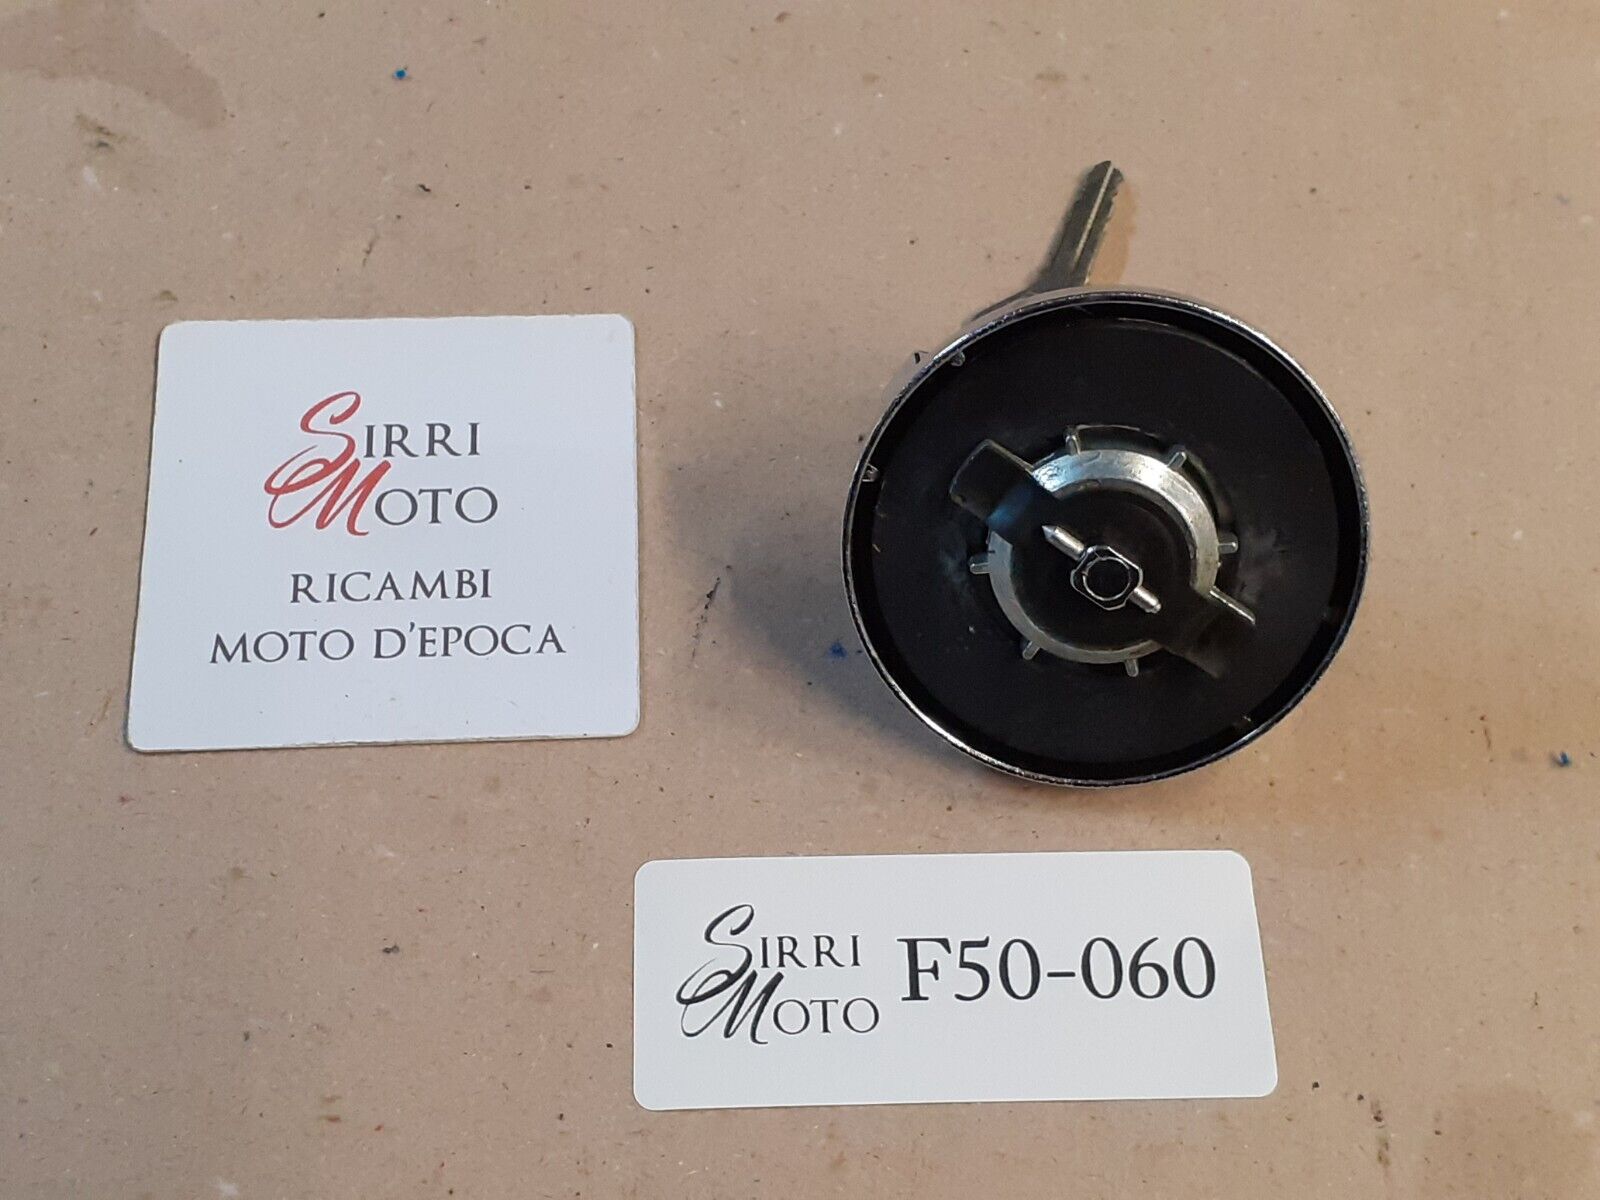 SIRRI
MOTO
RICAMBI
MOTO D'EPOCA
SIRRI
MOTO
F50-060